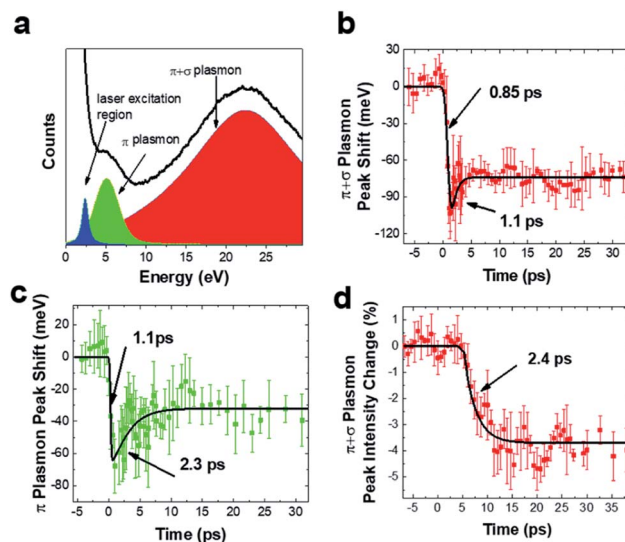 a
Counts
laser excitation
region
π plasmon
π+σ plasmon
0 5 10 15 20 25
Energy (eV)
b
π+σ Plasmon
Peak Shift (meV)
0
-30
-60
-90
-120
0.85 ps
1.1 ps
-5 0 5 10 15 20 25 30
Time (ps)
c
π Plasmon Peak Shift (meV)
20
0
-20
-40
-60
-80
1.1ps
2.3 ps
-5 0 5 10 15 20 25 30
Time (ps)
d
π+σ Plasmon
Peak Intensity Change (%)
1
0
-1
-2
-3
-4
-5
2.4 ps
-5 0 5 10 15 20 25 30 35
Time (ps)